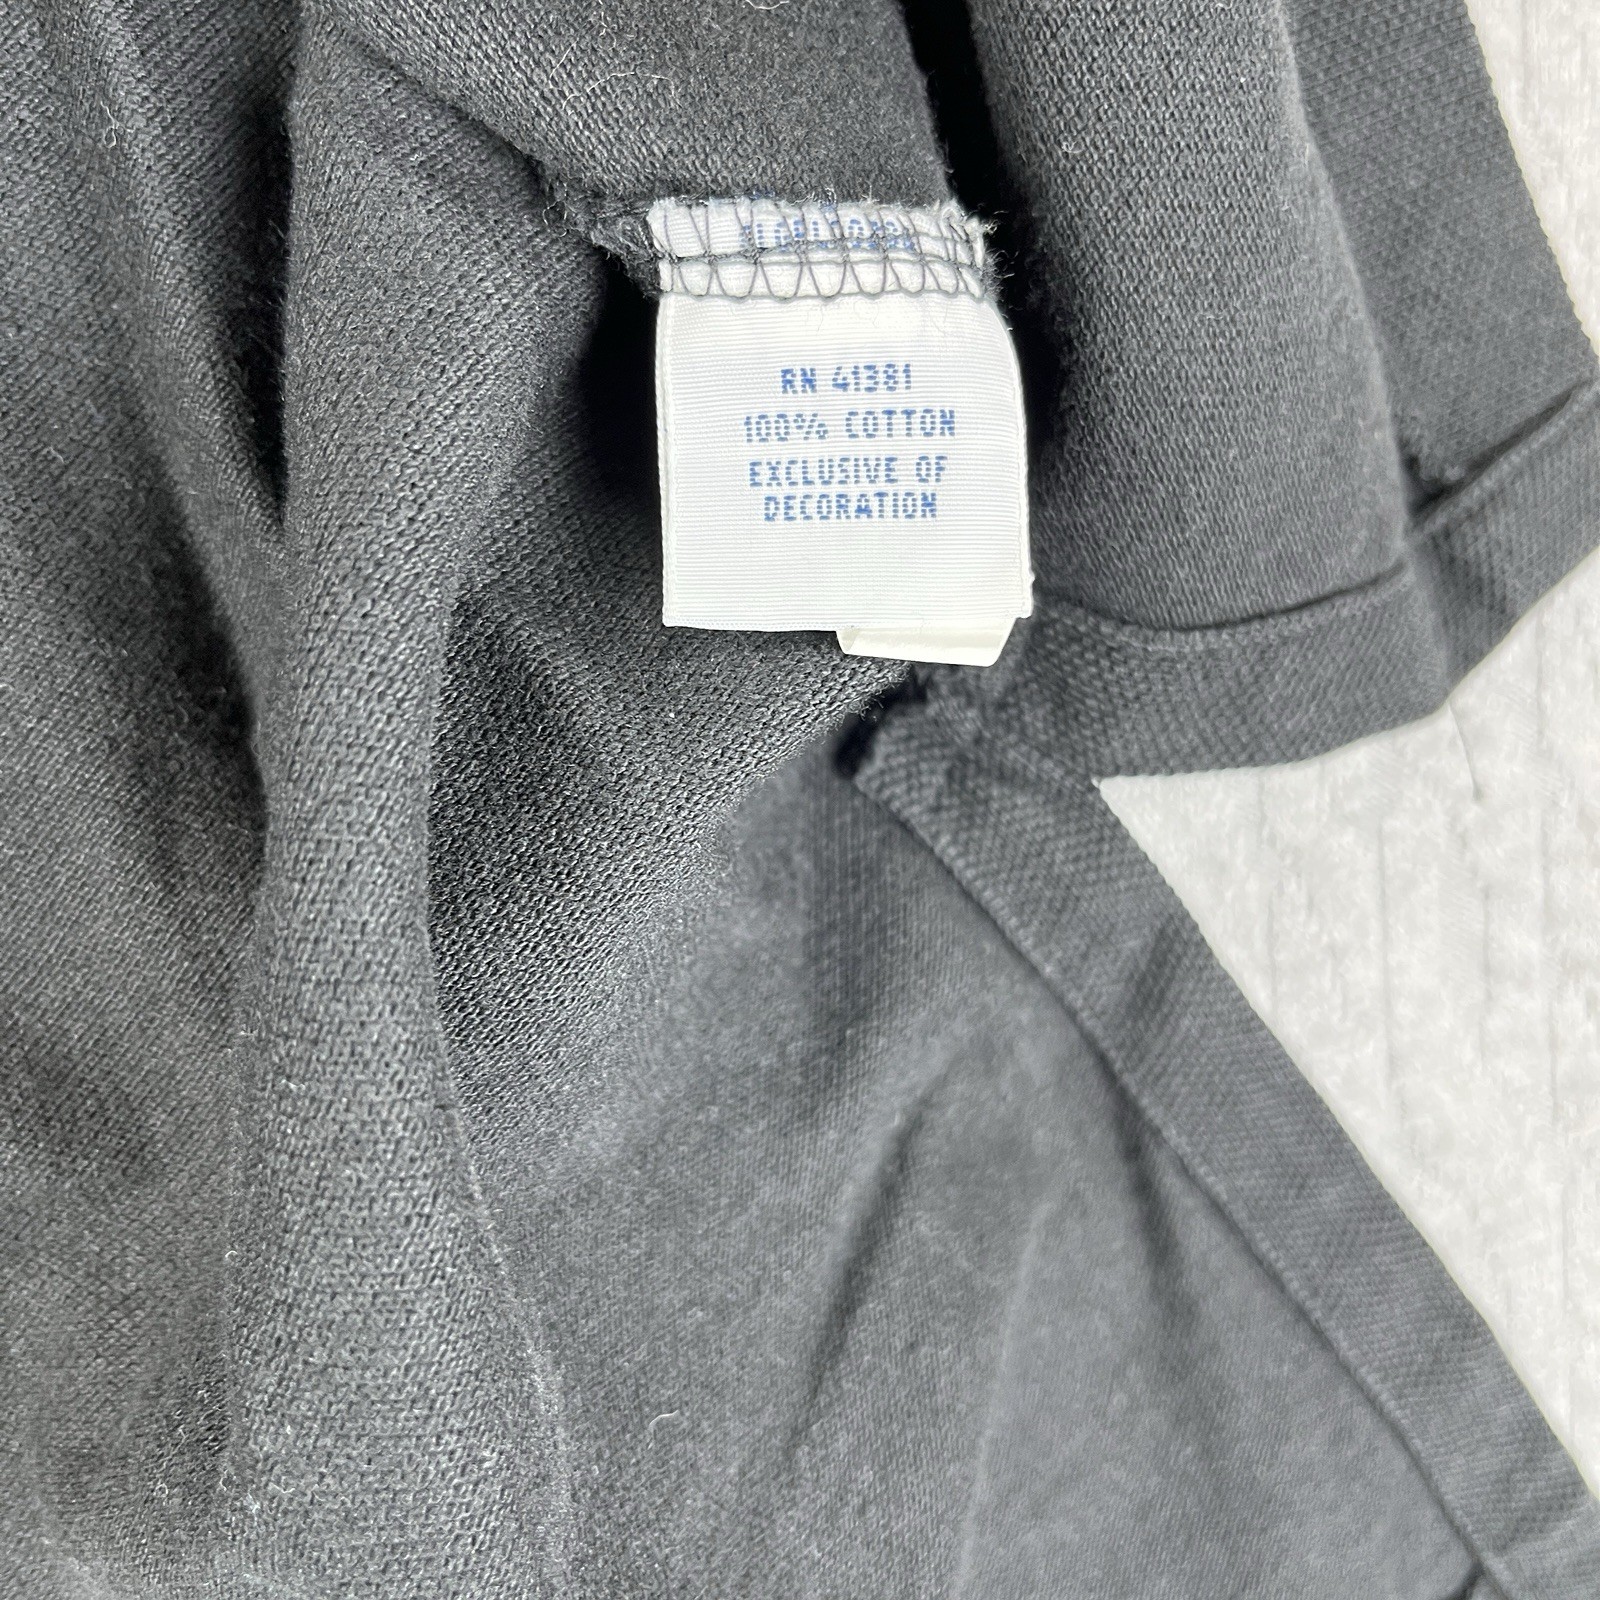 RN 41381
100% COTTON
EXCLUSIVE OF
DECORATION